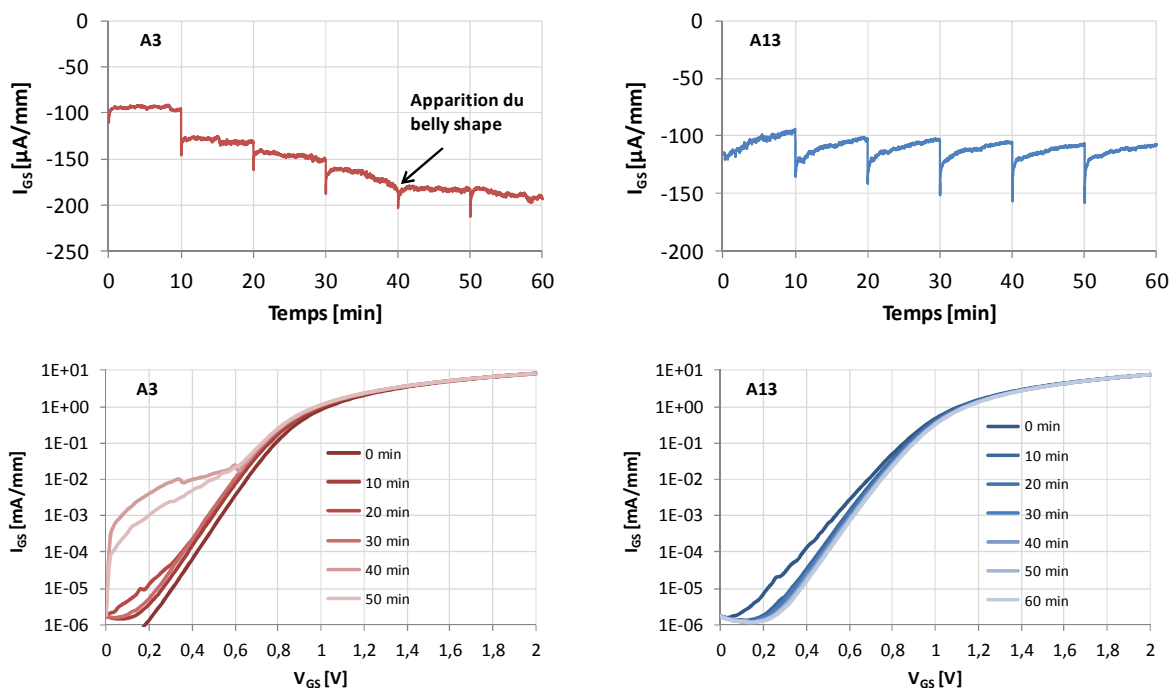 A3
0
-50
-100
-150
-200
-250
I_GS [µA/mm]
Apparition du
belly shape
0 10 20 30 40 50 60
Temps [min]
A13
0
-50
-100
-150
-200
I_GS [µA/mm]
0 10 20 30 40 50 60
Temps [min]
A3
1E+01
1E+00
1E-01
1E-02
1E-03
1E-04
1E-05
1E-06
I_GS [mA/mm]
0 min
10 min
20 min
30 min
40 min
50 min
0 0,2 0,4 0,6 0,8 1 1,2 1,4 1,6 1,8 2
V_GS [V]
A13
1E+01
1E+00
1E-01
1E-02
1E-03
1E-04
1E-05
1E-06
I_GS [mA/mm]
0 min
10 min
20 min
30 min
40 min
50 min
60 min
0 0,2 0,4 0,6 0,8 1 1,2 1,4 1,6 1,8 2
V_GS [V]